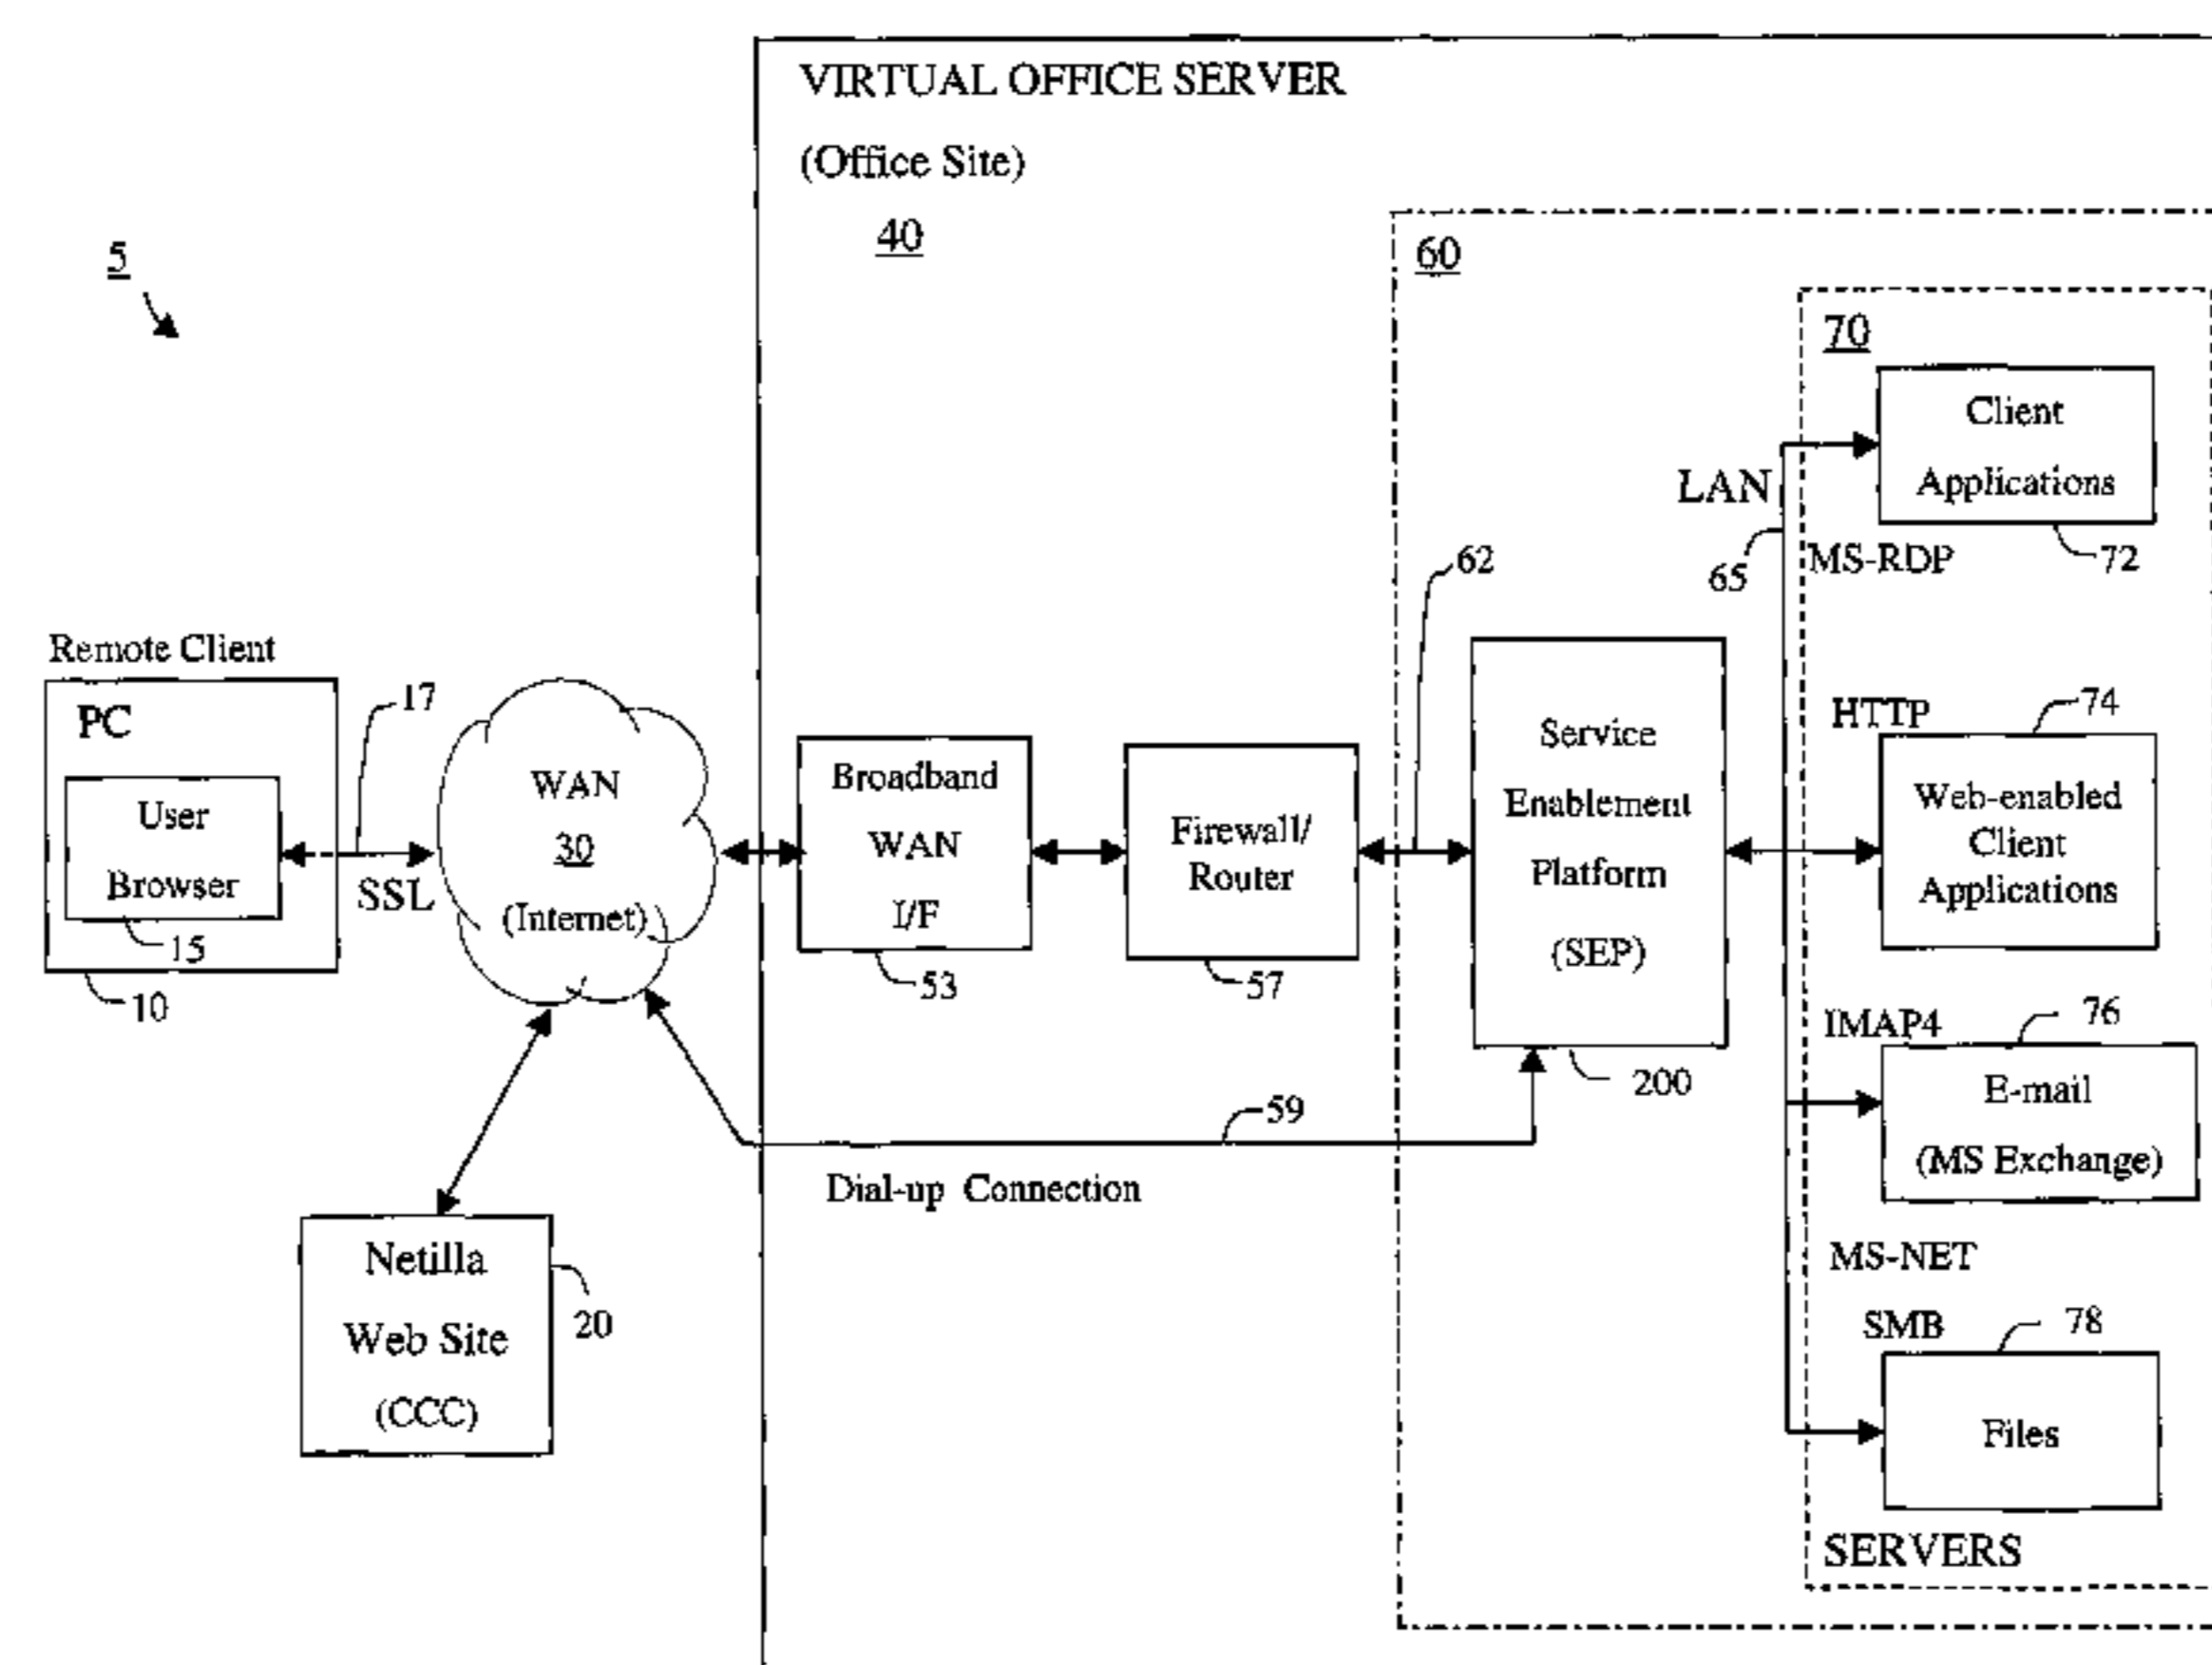 VIRTUAL OFFICE SERVER
(Office Site)
40
5
60
70
Client
Applications
72
LAN
65
MS-RDP
62
Remote Client
PC
User
Browser
15
10
17
SSL
WAN
30
(Internet)
Broadband
WAN
I/F
53
Firewall/
Router
57
Service
Enablement
Platform
(SEP)
200
HTTP
74
Web-enabled
Client
Applications
IMAP4
76
E-mail
(MS Exchange)
59
Dial-up Connection
Netilla
Web Site
(CCC)
20
MS-NET
SMB
78
Files
SERVERS